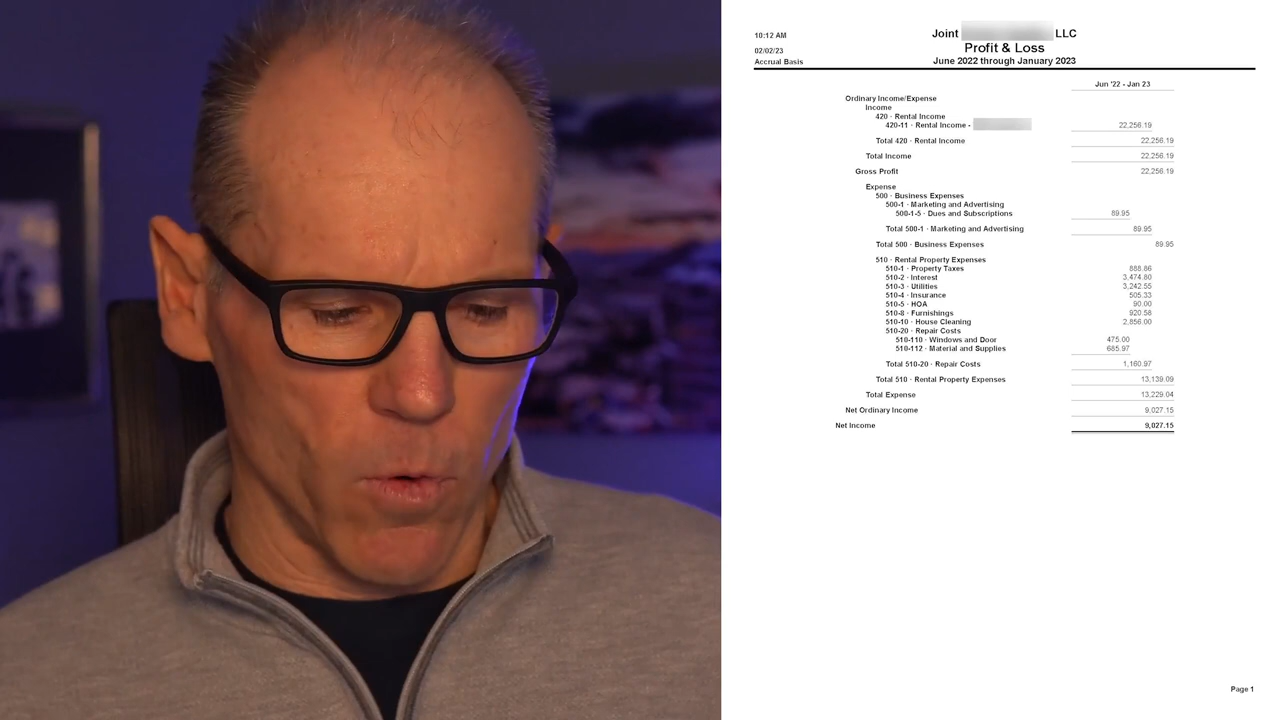 10:12 AM
02/02/23
Accrual Basis
Joint LLC
Profit & Loss
June 2022 through January 2023
Jun '22 - Jan 23
Ordinary Income/Expense
Income
420 · Rental Income
420-11 · Rental Income - 22,256.19
Total 420 · Rental Income 22,256.19
Total Income 22,256.19
Gross Profit 22,256.19
Expense
500 · Business Expenses
500-1 · Marketing and Advertising
500-1-5 · Dues and Subscriptions 89.95
Total 500-1 · Marketing and Advertising 89.95
Total 500 · Business Expenses 89.95
510 · Rental Property Expenses
510-1 · Property Taxes 888.86
510-2 · Interest 3,474.80
510-3 · Utilities 3,242.55
510-4 · Insurance 505.33
510-5 · HOA 90.00
510-8 · Furnishings 920.58
510-10 · House Cleaning 2,856.00
510-20 · Repair Costs
510-110 · Windows and Door 475.00
510-112 · Material and Supplies 685.97
Total 510-20 · Repair Costs 1,160.97
Total 510 · Rental Property Expenses 13,139.09
Total Expense 13,229.04
Net Ordinary Income 9,027.15
Net Income 9,027.15
Page 1